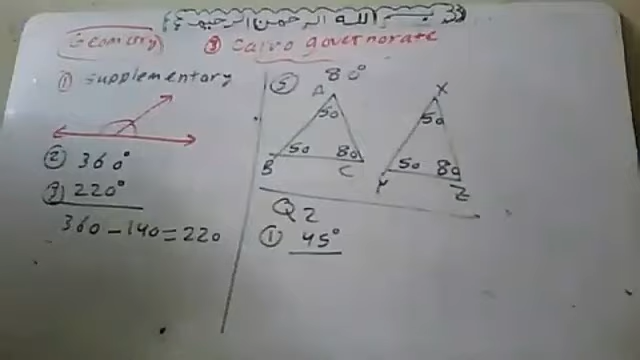 بسم الله الرحمن الرحيم
Geometry
③ Cairo governorate
① supplementary
② 360°
③ 220°
360 - 140 = 220
⑤ 80°
A
50
50
80
B
C
X
50
50
80
Y
Z
Q2
① 45°